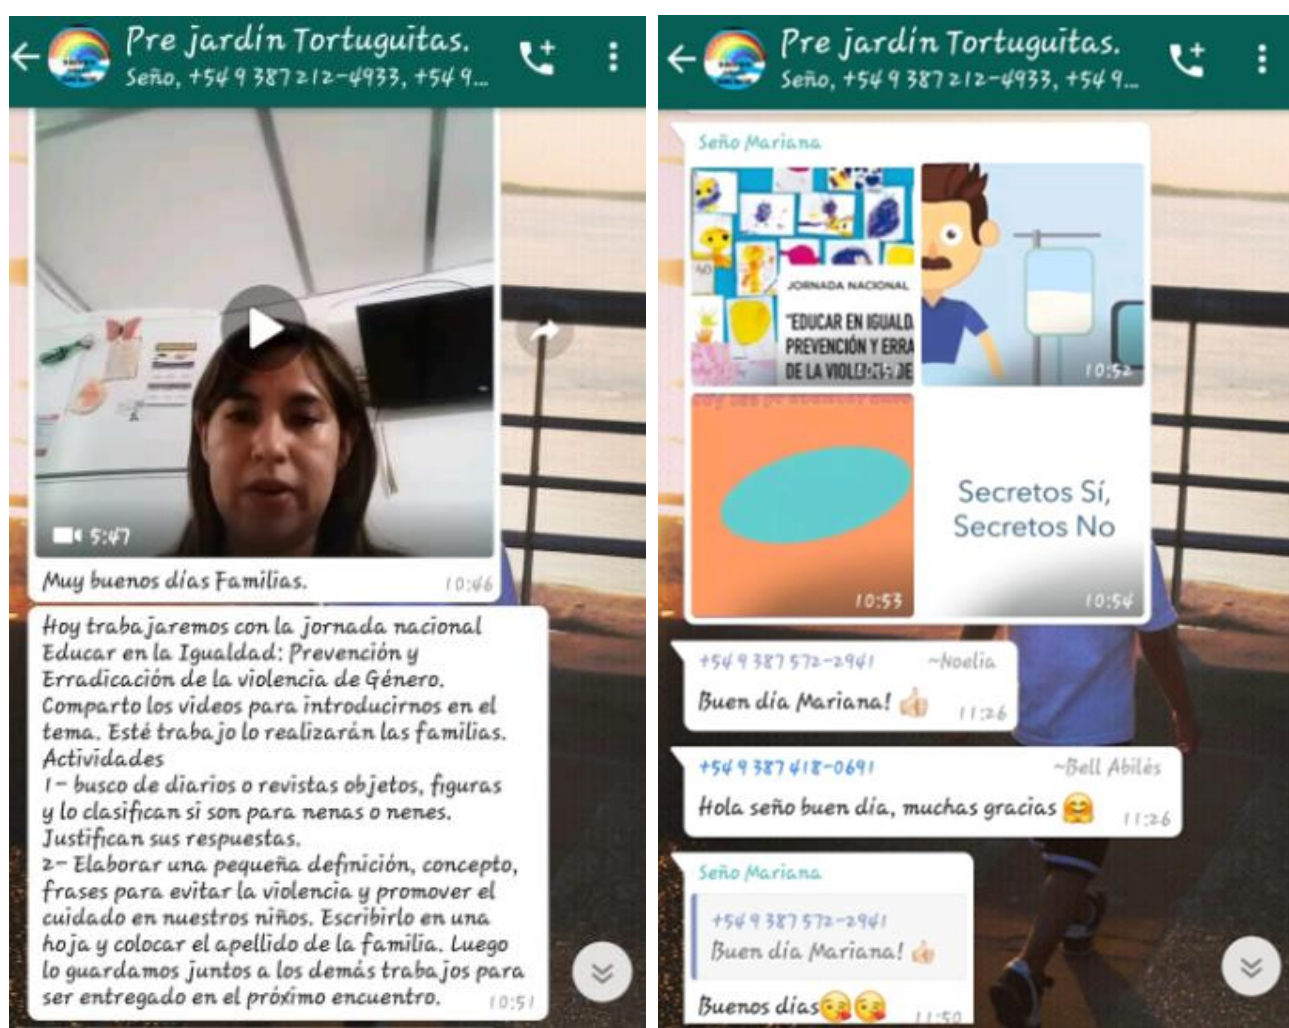 Pre jardín Tortuguitas.
Seño, +54 9 387 212-4933, +54 9...
5:47
Muy buenos días Familias.
10:46
Hoy trabajaremos con la jornada nacional
Educar en la Igualdad: Prevención y
Erradicación de la violencia de Género.
Comparto los videos para introducirnos en el
tema. Esté trabajo lo realizarán las familias.
Actividades
1- busco de diarios o revistas objetos, figuras
y lo clasifican si son para nenas o nenes.
Justifican sus respuestas.
2- Elaborar una pequeña definición, concepto,
frases para evitar la violencia y promover el
cuidado en nuestros niños. Escribirlo en una
hoja y colocar el apellido de la familia. Luego
lo guardamos juntos a los demás trabajos para
ser entregado en el próximo encuentro.
10:51
Pre jardín Tortuguitas.
Seño, +54 9 387 212-4933, +54 9...
Seño Mariana
JORNADA NACIONAL
"EDUCAR EN IGUALD
PREVENCIÓN Y ERRA
DE LA VIOLENCIA DE
10:52
10:53
Secretos Sí,
Secretos No
10:54
+54 9 387 572-2941 ~Noelia
Buen día Mariana! 👍
11:26
+54 9 387 418-0691 ~Bell Abilés
Hola seño buen día, muchas gracias 🤗
11:26
Seño Mariana
+54 9 387 572-2941
Buen día Mariana! 👍
Buenos días😘😘
11:50